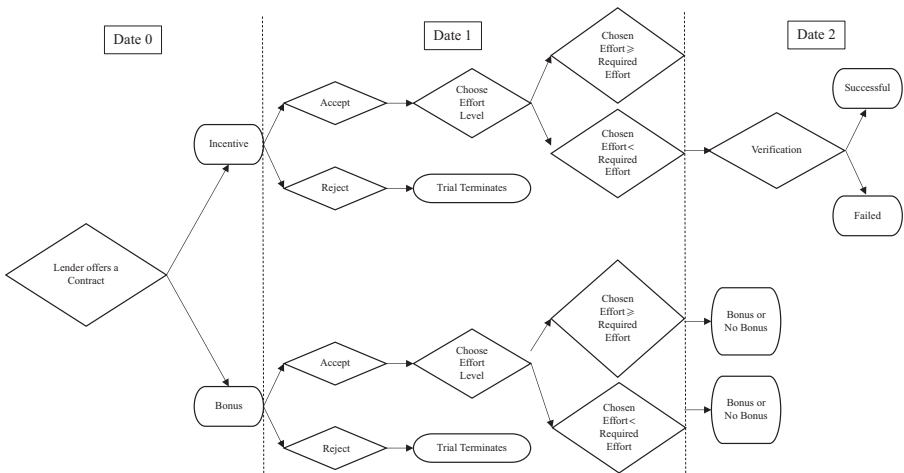 Date 0
Date 1
Date 2
Lender offers a
Contract
Incentive
Accept
Choose
Effort
Level
Chosen
Effort⩾
Required
Effort
Chosen
Effort<
Required
Effort
Verification
Successful
Failed
Reject
Trial Terminates
Bonus
Accept
Choose
Effort
Level
Chosen
Effort⩾
Required
Effort
Bonus or
No Bonus
Chosen
Effort<
Required
Effort
Bonus or
No Bonus
Reject
Trial Terminates